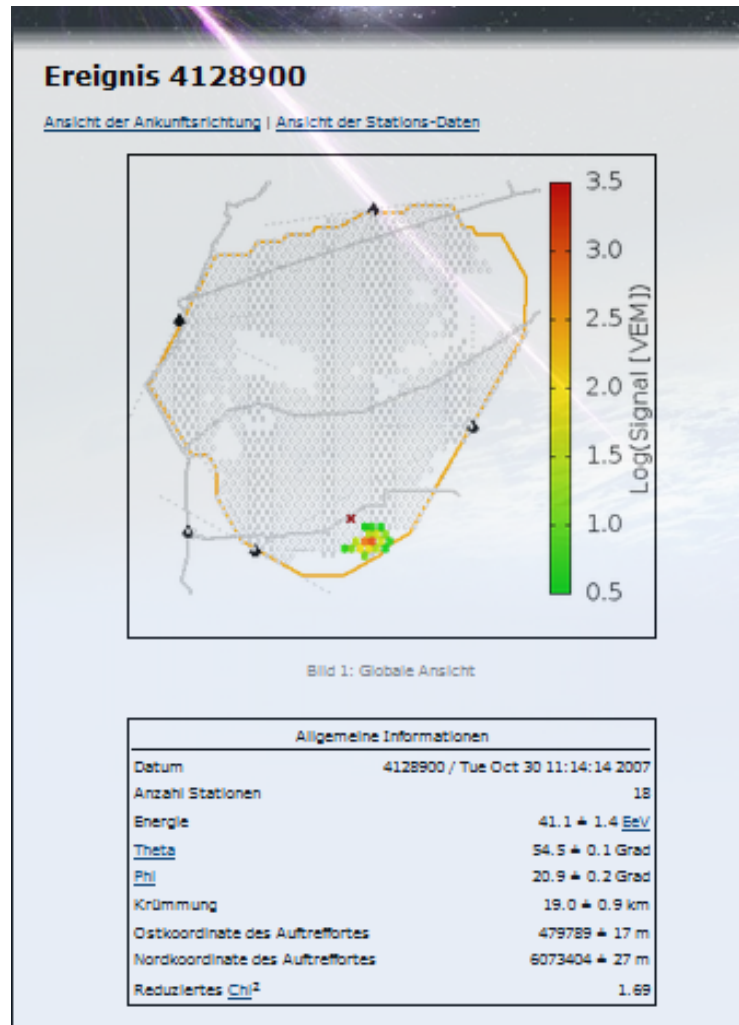 Ereignis 4128900
Ansicht der Ankunftsrichtung | Ansicht der Stations-Daten
3.5
3.0
2.5
2.0
1.5
1.0
0.5
Log(Signal [VEM])
Bild 1: Globale Ansicht
Allgemeine Informationen
Datum 4128900 / Tue Oct 30 11:14:14 2007
Anzahl Stationen 18
Energie 41.1 ± 1.4 EeV
Theta 54.5 ± 0.1 Grad
Phi 20.9 ± 0.2 Grad
Krümmung 19.0 ± 0.9 km
Ostkoordinate des Auftreffortes 479789 ± 17 m
Nordkoordinate des Auftreffortes 6073404 ± 27 m
Reduziertes Chi² 1.69